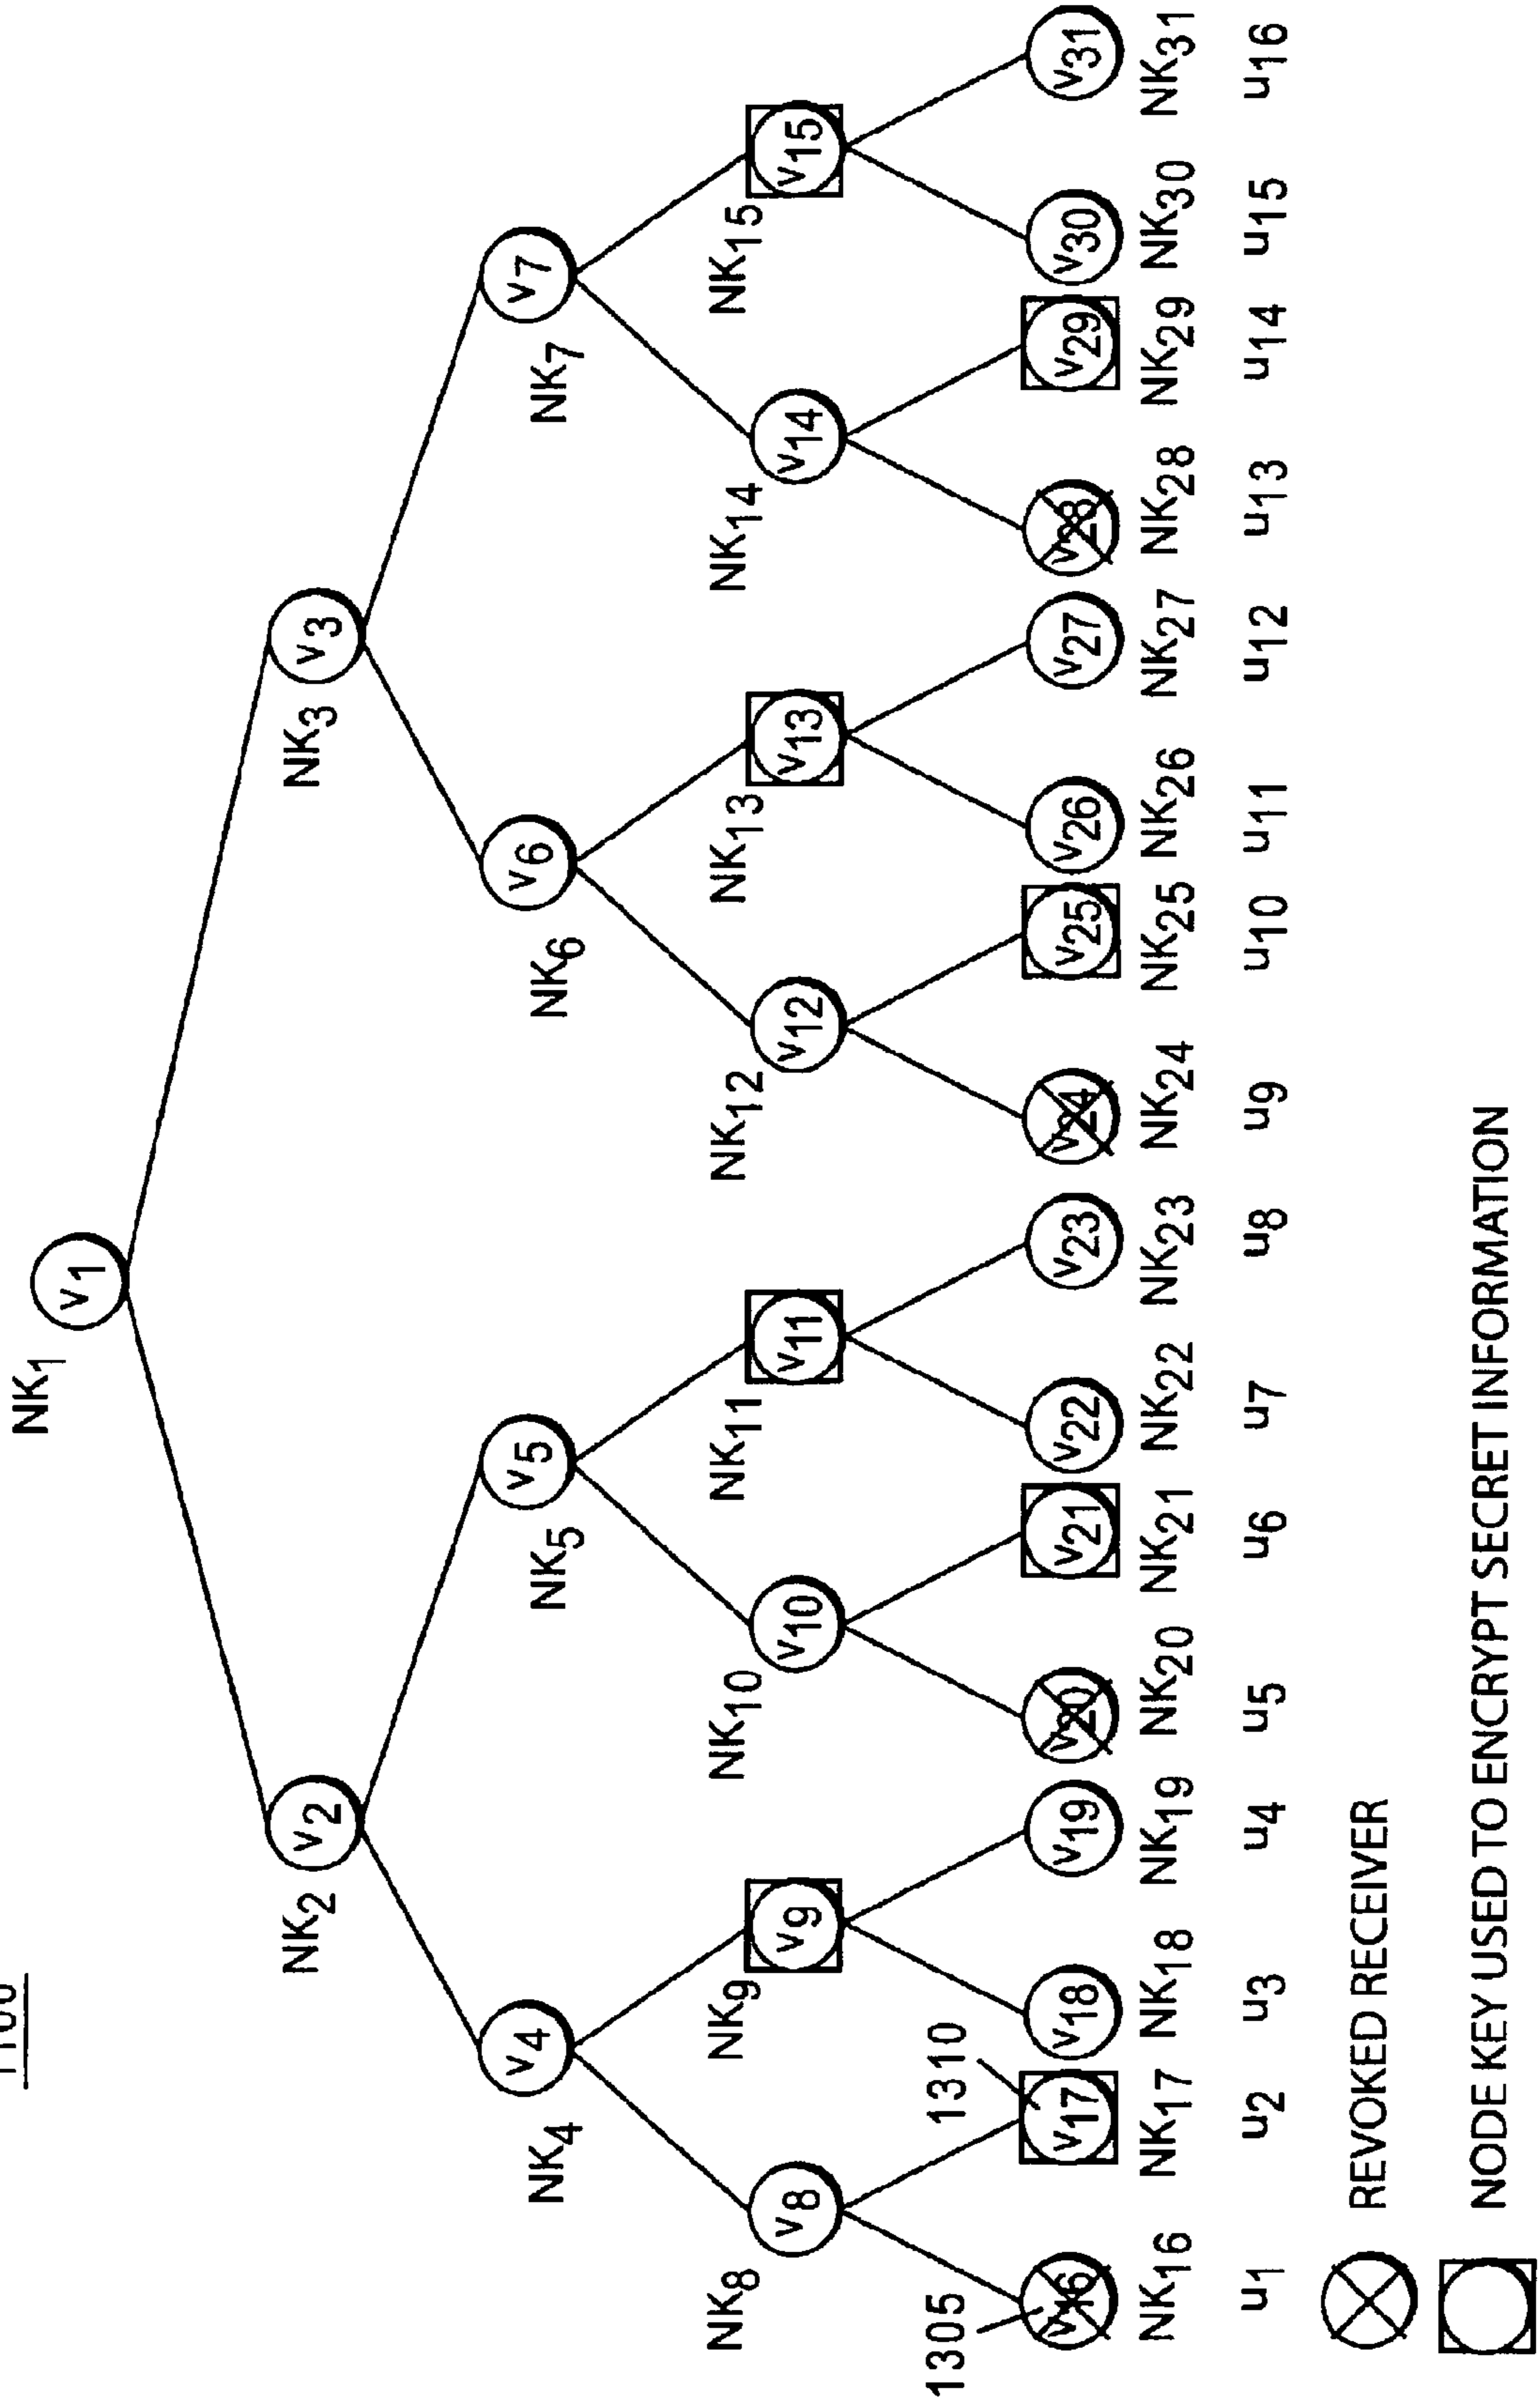 NK1
v1
NK2 v2 NK3 v3
NK4 v4 NK5 v5 NK6 v6 NK7 v7
NK8 v8 NK9 v9 NK10 v10 NK11 v11 NK12 v12 NK13 v13 NK14 v14 NK15 v15
1305 1310
v16 v17 v18 v19 v20 v21 v22 v23 v24 v25 v26 v27 v28 v29 v30 v31
NK16 NK17 NK18 NK19 NK20 NK21 NK22 NK23 NK24 NK25 NK26 NK27 NK28 NK29 NK30 NK31
u1 u2 u3 u4 u5 u6 u7 u8 u9 u10 u11 u12 u13 u14 u15 u16
REVOKED RECEIVER
NODE KEY USED TO ENCRYPT SECRET INFORMATION